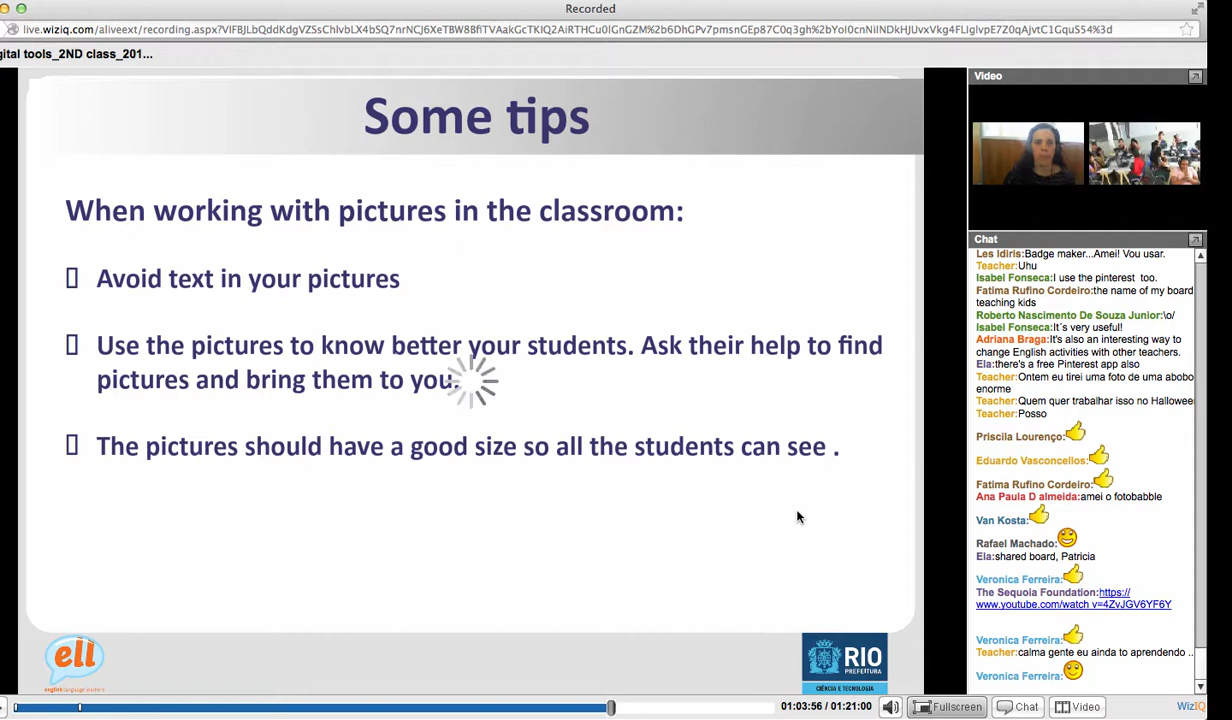 Recorded
live.wiziq.com/aliveext/recording.aspx?
gital tools_2ND class_201...
Some tips
When working with pictures in the classroom:
Avoid text in your pictures
Use the pictures to know better your students. Ask their help to find
pictures and bring them to you.
The pictures should have a good size so all the students can see .
ell
english language learners
RIO
PREFEITURA
CIÊNCIA E TECNOLOGIA
Video
Chat
Les Idiris:Badge maker...Amei! Vou usar.
Teacher:Uhu
Isabel Fonseca:I use the pinterest too.
Fatima Rufino Cordeiro:the name of my board
teaching kids
Roberto Nascimento De Souza Junior:\o/
Isabel Fonseca:It´s very useful!
Adriana Braga:It's also an interesting way to
change English activities with other teachers.
Ela:there's a free Pinterest app also
Teacher:Ontem eu tirei uma foto de uma abobo
enorme
Teacher:Quem quer trabalhar isso no Hallowee
Teacher:Posso
Priscila Lourenço:
Eduardo Vasconcellos:
Fatima Rufino Cordeiro:
Ana Paula D almeida:amei o fotobabble
Van Kosta:
Rafael Machado:
Ela:shared board, Patricia
Veronica Ferreira:
The Sequoia Foundation:https://
www.youtube.com/watch v=4ZvJGV6YF6Y
Veronica Ferreira:
Teacher:calma gente eu ainda to aprendendo ..
Veronica Ferreira:
01:03:56 / 01:21:00
Fullscreen
Chat
Video
WizIQ